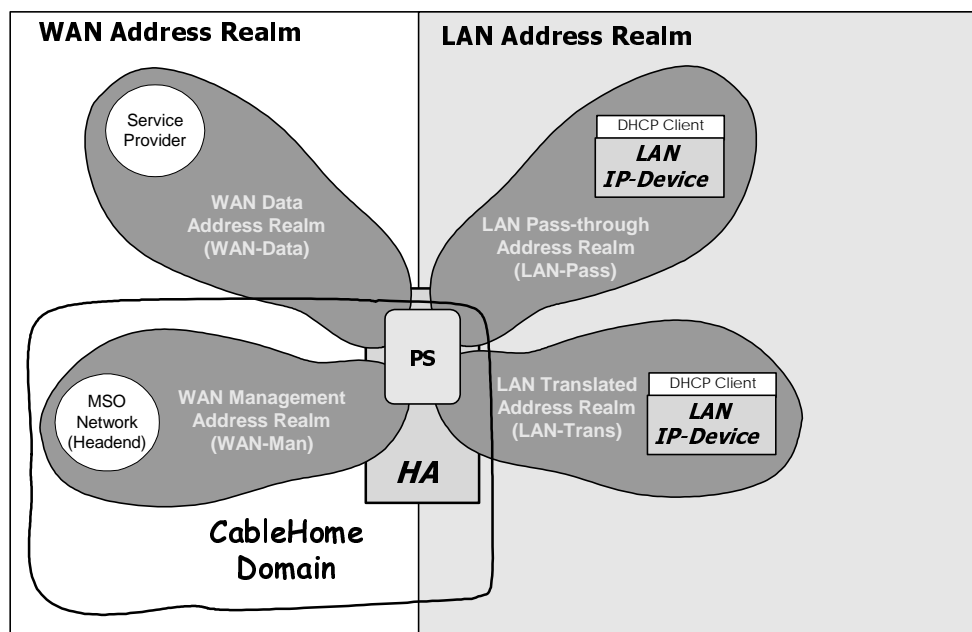 WAN Address Realm
LAN Address Realm
Service
Provider
DHCP Client
LAN
IP-Device
WAN Data
Address Realm
(WAN-Data)
LAN Pass-through
Address Realm
(LAN-Pass)
PS
MSO
Network
(Headend)
WAN Management
Address Realm
(WAN-Man)
LAN Translated
Address Realm
(LAN-Trans)
DHCP Client
LAN
IP-Device
HA
CableHome
Domain